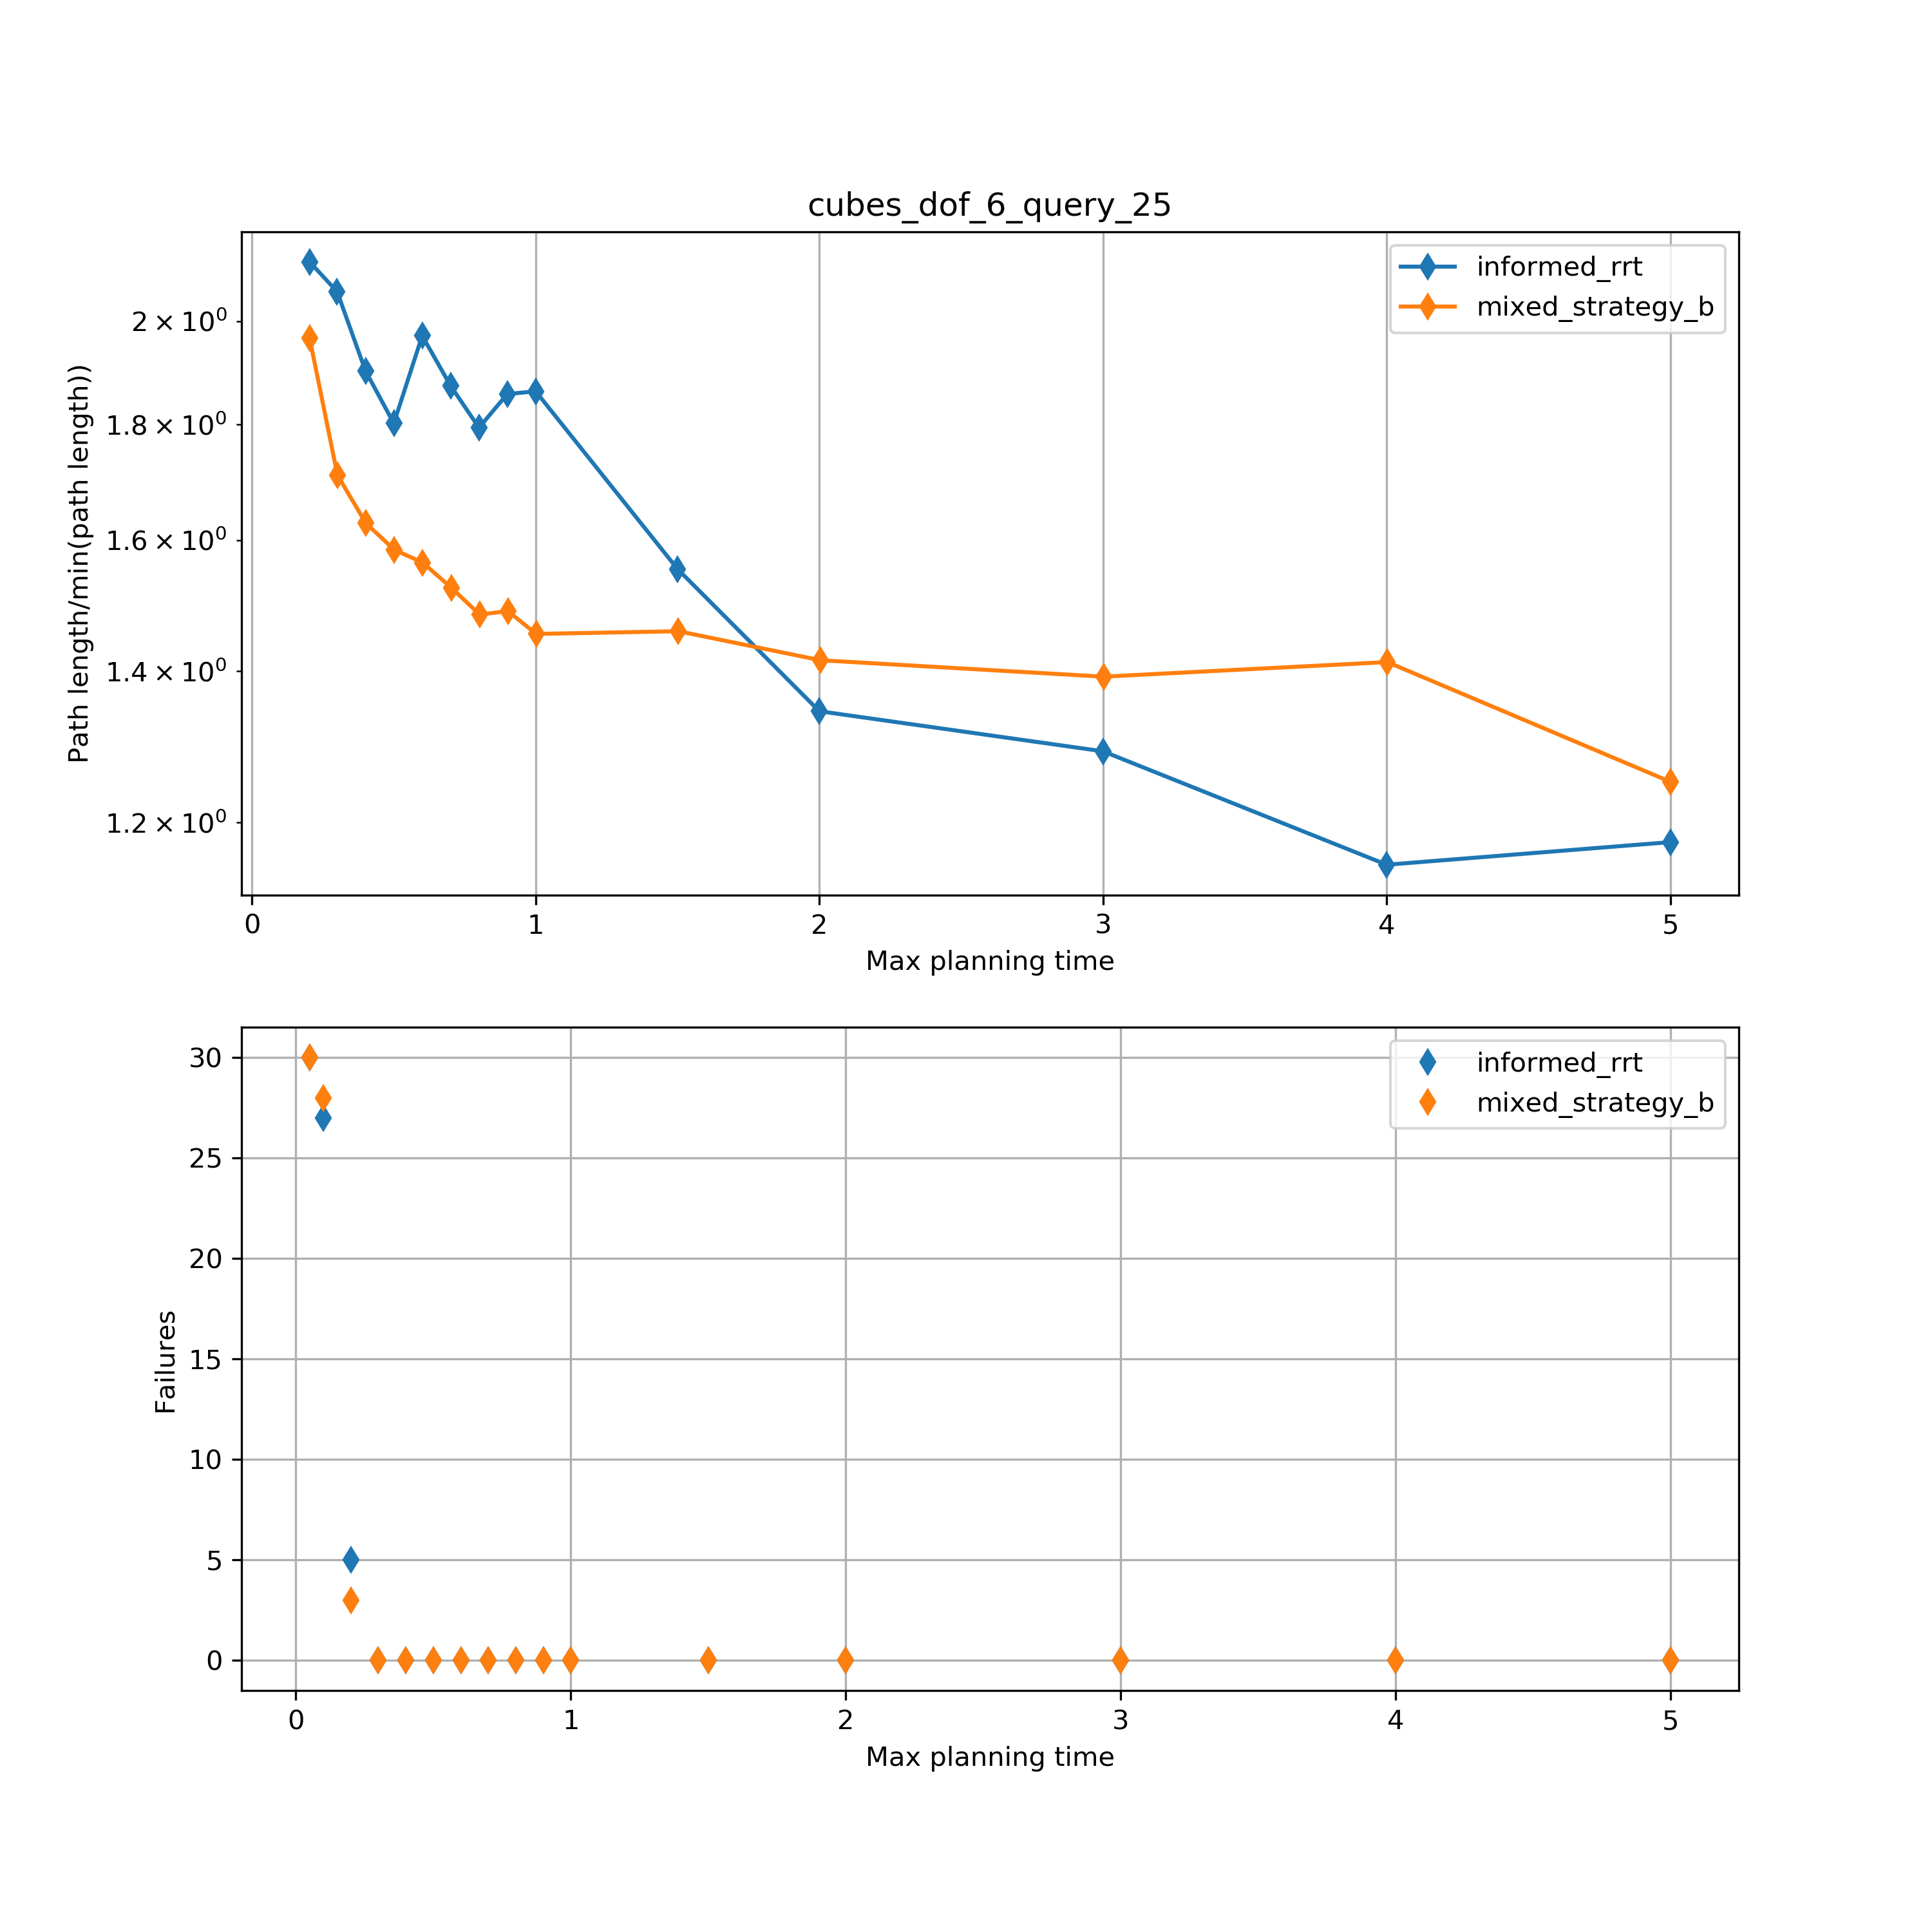 cubes_dof_6_query_25
Path length/min(path length))
2 × 10⁰
1.8 × 10⁰
1.6 × 10⁰
1.4 × 10⁰
1.2 × 10⁰
informed_rrt
mixed_strategy_b
0 1 2 3 4 5
Max planning time
Failures
30
25
20
15
10
5
0
informed_rrt
mixed_strategy_b
0 1 2 3 4 5
Max planning time